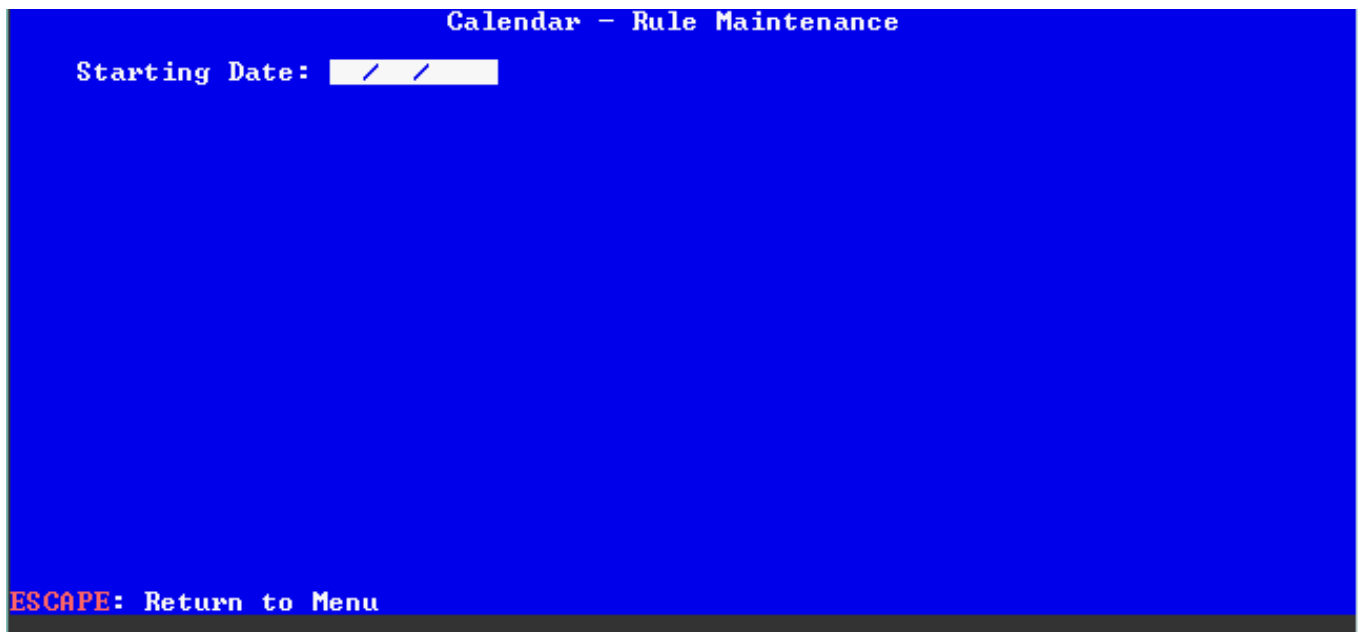 Calendar - Rule Maintenance
Starting Date:   /  /
ESCAPE: Return to Menu